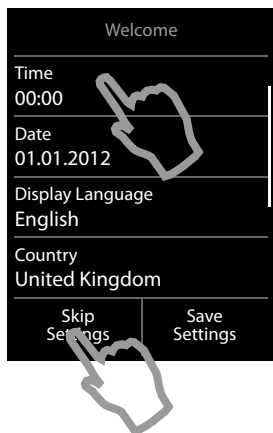 Welcome
Time
00:00
Date
01.01.2012
Display Language
English
Country
United Kingdom
Skip
Settings
Save
Settings